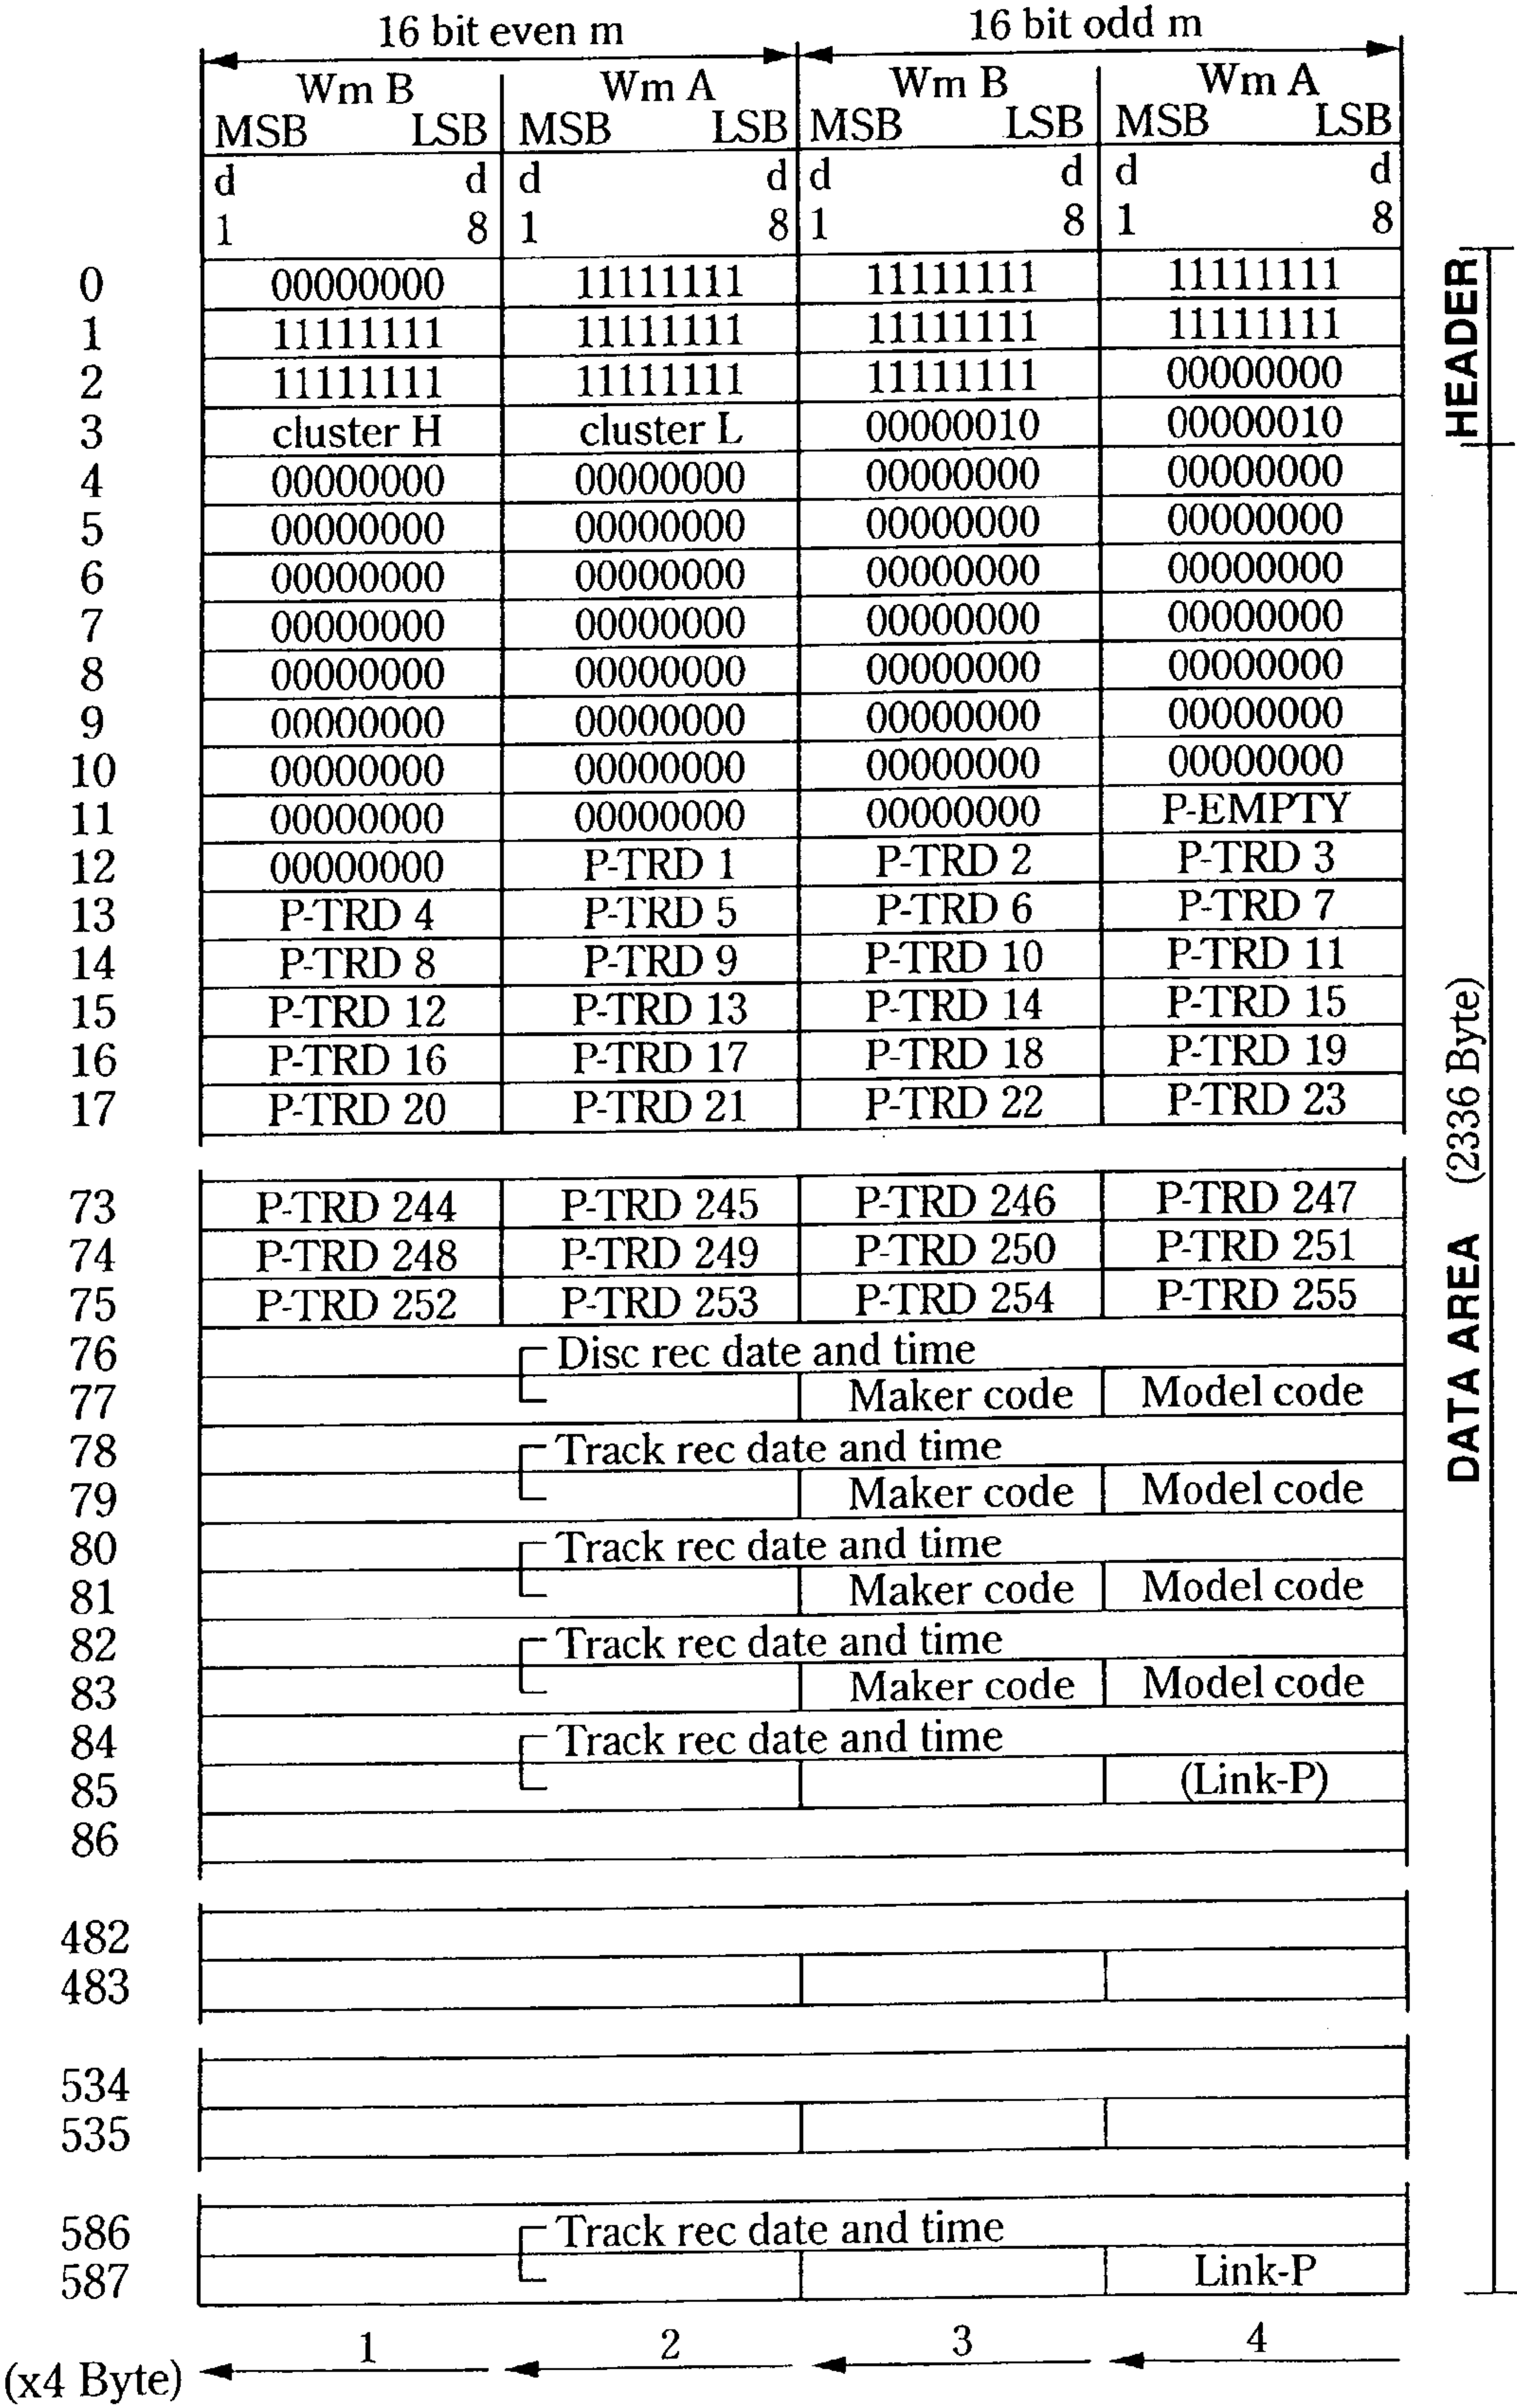 16 bit even m 16 bit odd m
Wm B Wm A Wm B Wm A
MSB LSB MSB LSB MSB LSB MSB LSB
d d d d d d d d
1 8 1 8 1 8 1 8
0 00000000 11111111 11111111 11111111
1 11111111 11111111 11111111 11111111
2 11111111 11111111 11111111 00000000
3 cluster H cluster L 00000010 00000010
4 00000000 00000000 00000000 00000000
5 00000000 00000000 00000000 00000000
6 00000000 00000000 00000000 00000000
7 00000000 00000000 00000000 00000000
8 00000000 00000000 00000000 00000000
9 00000000 00000000 00000000 00000000
10 00000000 00000000 00000000 00000000
11 00000000 00000000 00000000 P-EMPTY
12 00000000 P-TRD 1 P-TRD 2 P-TRD 3
13 P-TRD 4 P-TRD 5 P-TRD 6 P-TRD 7
14 P-TRD 8 P-TRD 9 P-TRD 10 P-TRD 11
15 P-TRD 12 P-TRD 13 P-TRD 14 P-TRD 15
16 P-TRD 16 P-TRD 17 P-TRD 18 P-TRD 19
17 P-TRD 20 P-TRD 21 P-TRD 22 P-TRD 23
73 P-TRD 244 P-TRD 245 P-TRD 246 P-TRD 247
74 P-TRD 248 P-TRD 249 P-TRD 250 P-TRD 251
75 P-TRD 252 P-TRD 253 P-TRD 254 P-TRD 255
76 Disc rec date and time
77 Maker code Model code
78 Track rec date and time
79 Maker code Model code
80 Track rec date and time
81 Maker code Model code
82 Track rec date and time
83 Maker code Model code
84 Track rec date and time
85 (Link-P)
86
482
483
534
535
586 Track rec date and time
587 Link-P
(x4 Byte) 1 2 3 4
HEADER
DATA AREA (2336 Byte)